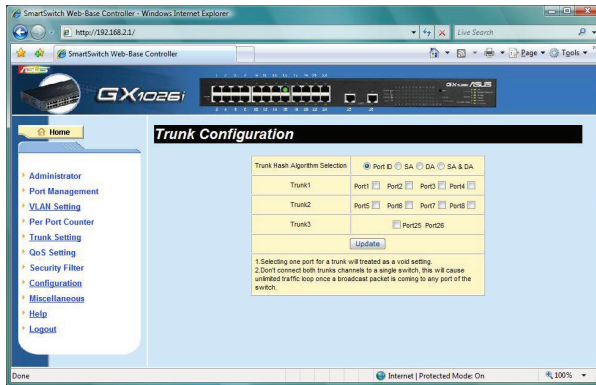 SmartSwitch Web-Base Controller - Windows Internet Explorer
http://192.168.2.1/
Live Search
SmartSwitch Web-Base Controller
Page
Tools
ASUS
GX1026i
GX1026i ASUS
Home
Trunk Configuration
Administrator
Port Management
VLAN Setting
Per Port Counter
Trunk Setting
QoS Setting
Security Filter
Configuration
Miscellaneous
Help
Logout
Trunk Hash Algorithm Selection Port ID SA DA SA & DA
Trunk1 Port1 Port2 Port3 Port4
Trunk2 Port5 Port6 Port7 Port8
Trunk3 Port25 Port26
Update
1.Selecting one port for a trunk will treated as a void setting.
2.Don't connect both trunks channels to a single switch, this will cause
unlimited traffic loop once a broadcast packet is coming to any port of the
switch.
Done
Internet | Protected Mode: On
100%